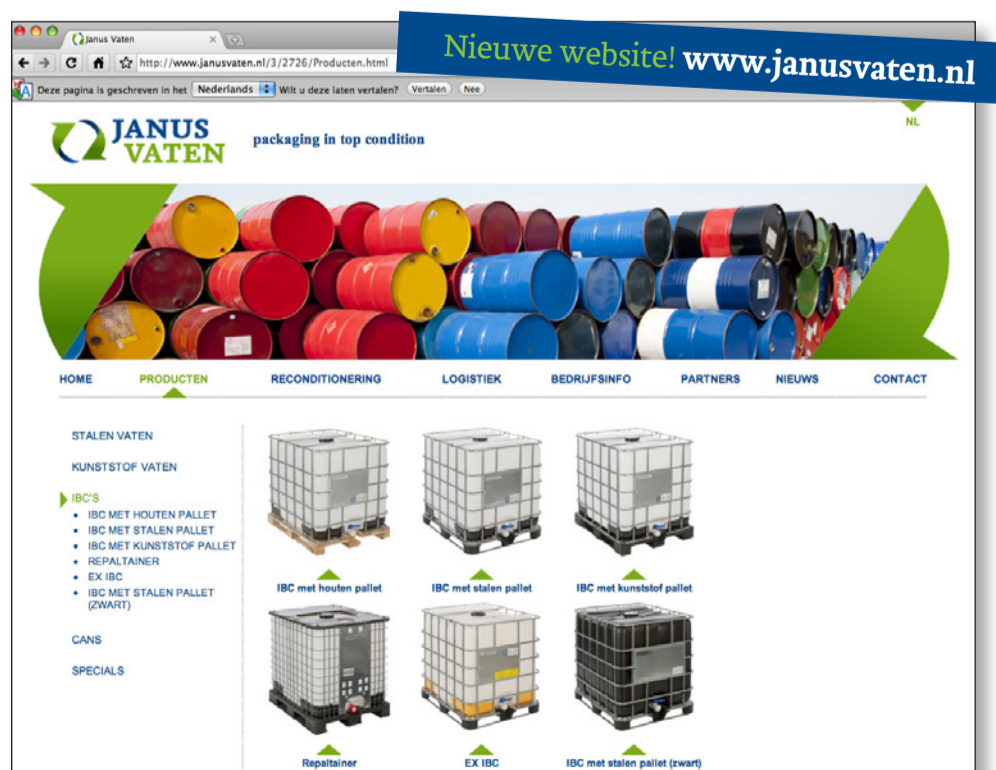 Nieuwe website! www.janusvaten.nl
Janus Vaten
http://www.janusvaten.nl/3/2726/Producten.html
Deze pagina is geschreven in het Nederlands Wilt u deze laten vertalen? Vertalen Nee
NL
JANUS
VATEN
packaging in top condition
HOME PRODUCTEN RECONDITIONERING LOGISTIEK BEDRIJFSINFO PARTNERS NIEUWS CONTACT
STALEN VATEN
KUNSTSTOF VATEN
IBC'S
• IBC MET HOUTEN PALLET
• IBC MET STALEN PALLET
• IBC MET KUNSTSTOF PALLET
• REPALTAINER
• EX IBC
• IBC MET STALEN PALLET
(ZWART)
CANS
SPECIALS
IBC met houten pallet IBC met stalen pallet IBC met kunststof pallet
Repaltainer EX IBC IBC met stalen pallet (zwart)